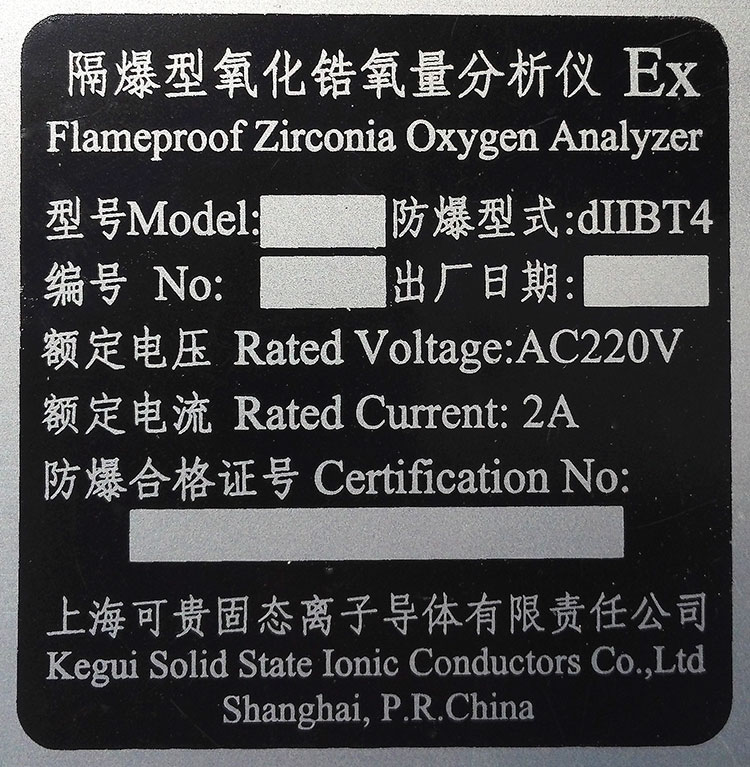 隔爆型氧化锆氧量分析仪 Ex
Flameproof Zirconia Oxygen Analyzer
型号Model: 防爆型式:dIIBT4
编号 No: 出厂日期:
额定电压 Rated Voltage:AC220V
额定电流 Rated Current: 2A
防爆合格证号 Certification No:
上海可贵固态离子导体有限责任公司
Kegui Solid State Ionic Conductors Co.,Ltd
Shanghai, P.R.China